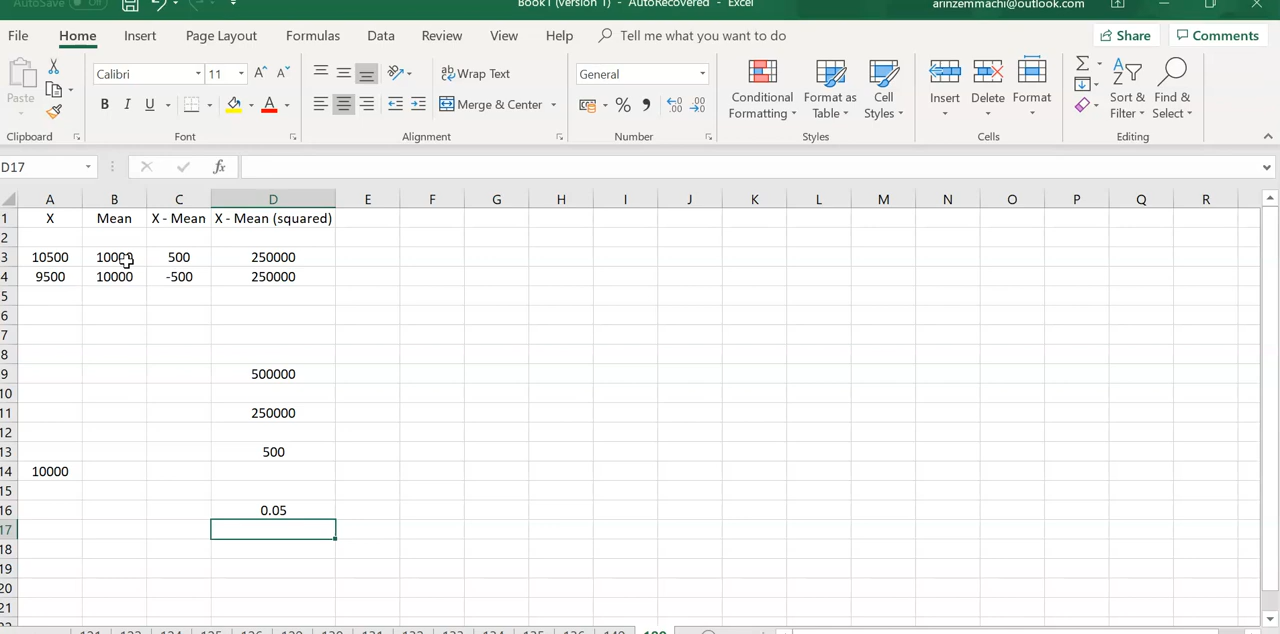 AutoSave Off Book1 (version 1) - AutoRecovered - Excel arinzemmachi@outlook.com
File Home Insert Page Layout Formulas Data Review View Help Tell me what you want to do Share Comments
Paste Calibri 11 A A Wrap Text General Conditional Formatting Format as Table Cell Styles Insert Delete Format Sort & Filter Find & Select
B I U A Merge & Center % ,
Clipboard Font Alignment Number Styles Cells Editing
D17 fx
A B C D E F G H I J K L M N O P Q R
1 X Mean X - Mean X - Mean (squared)
2
3 10500 10000 500 250000
4 9500 10000 -500 250000
5
6
7
8
9 500000
10
11 250000
12
13 500
14 10000
15
16 0.05
17
18
19
20
21